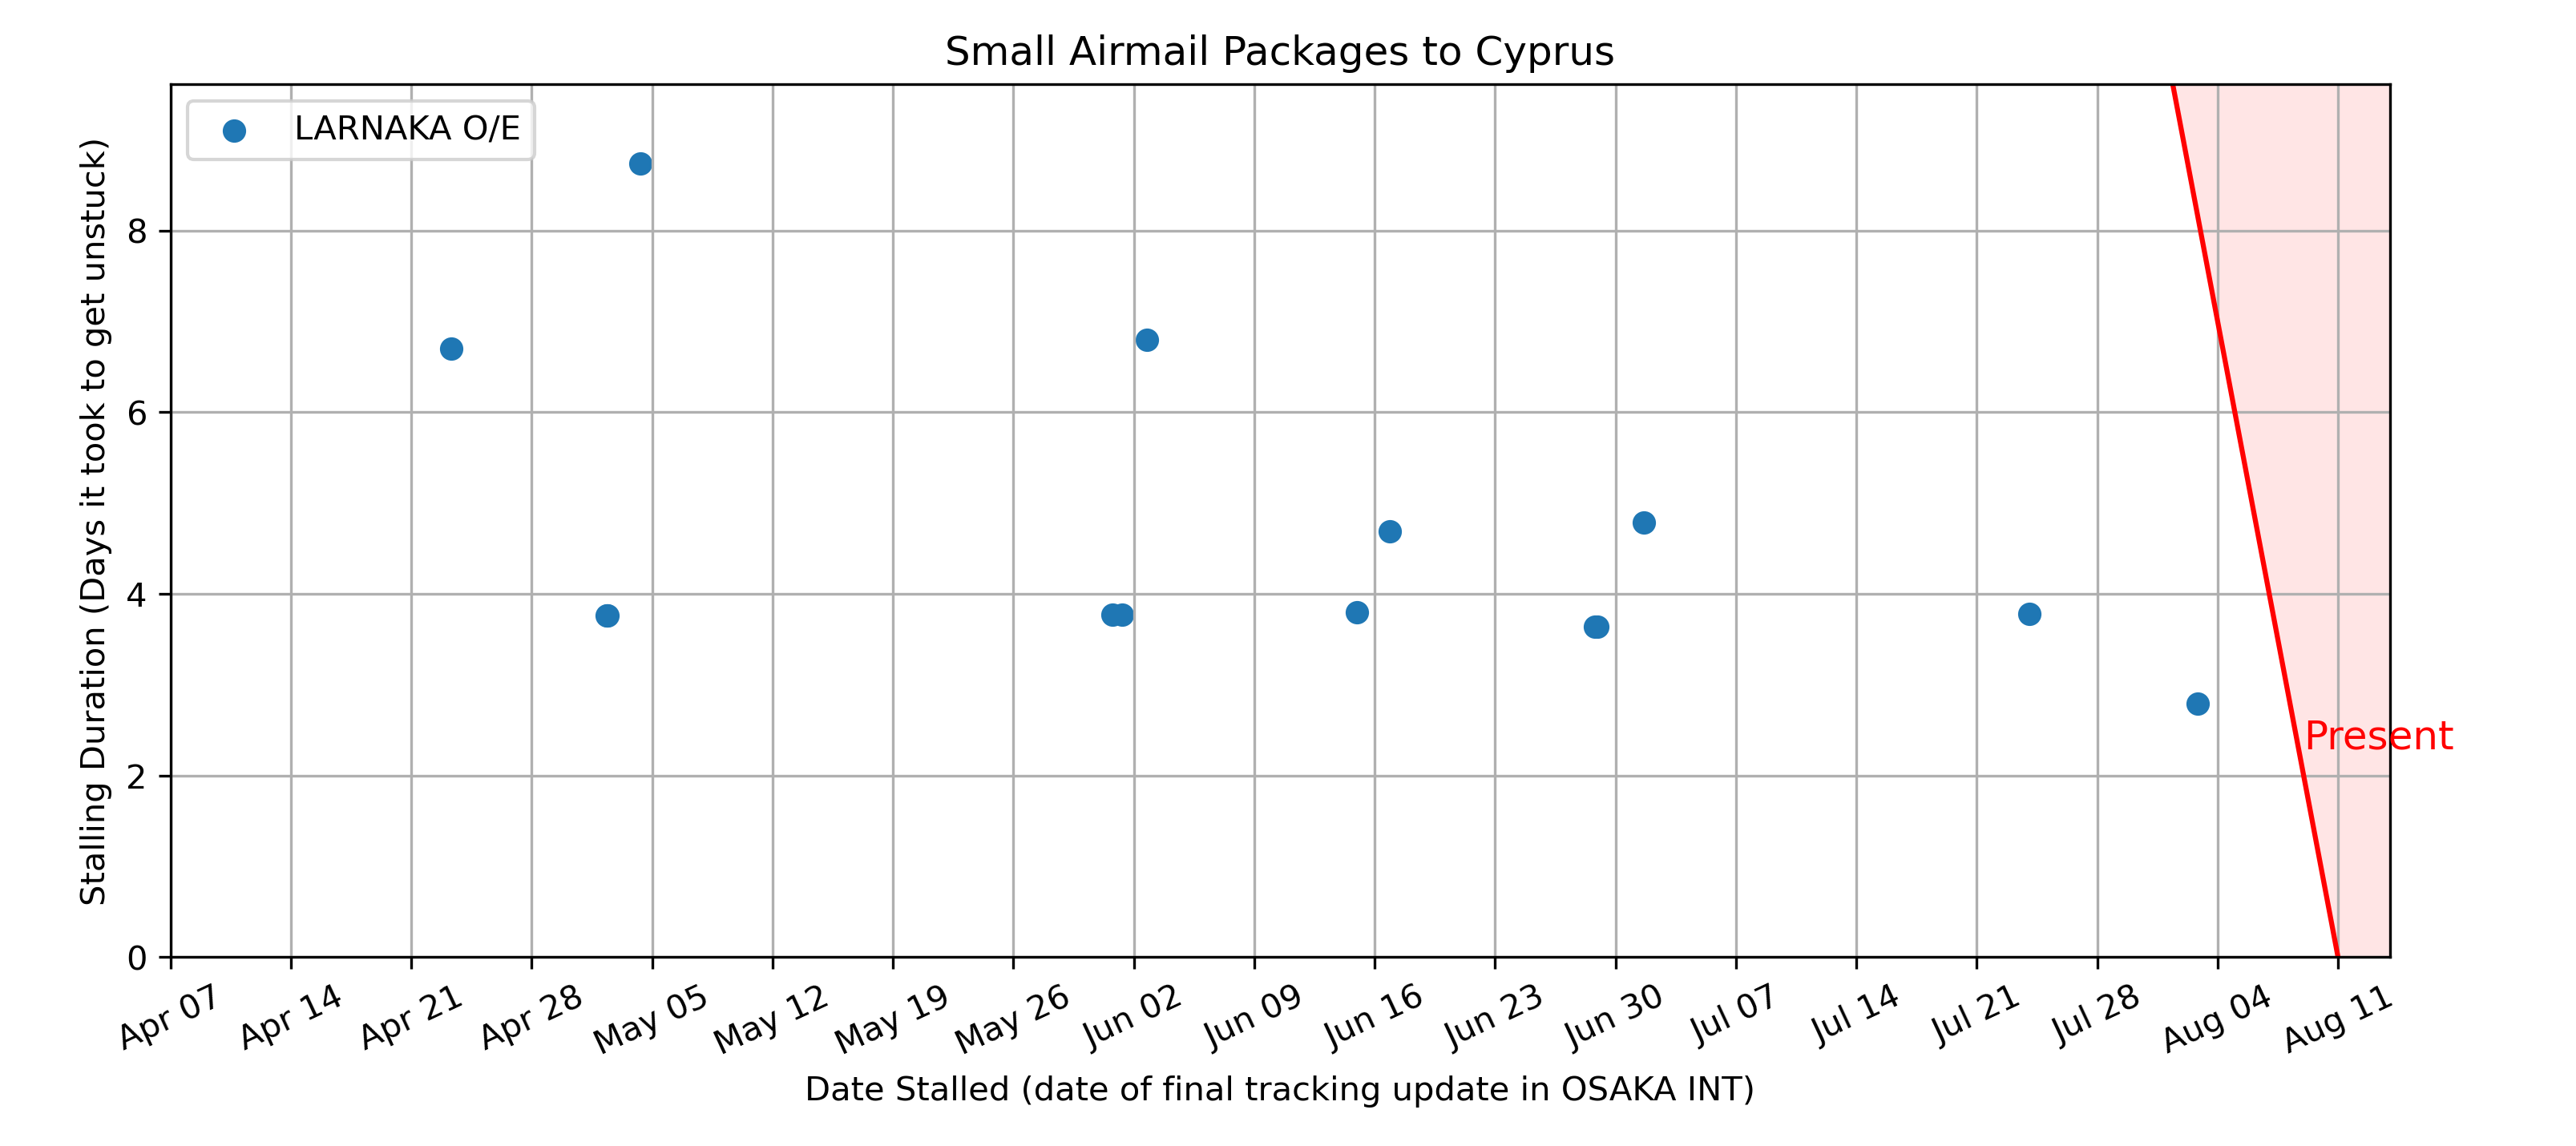 Small Airmail Packages to Cyprus
LARNAKA O/E
Stalling Duration (Days it took to get unstuck)
8
6
4
2
0
Present
Apr 07 Apr 14 Apr 21 Apr 28 May 05 May 12 May 19 May 26 Jun 02 Jun 09 Jun 16 Jun 23 Jun 30 Jul 07 Jul 14 Jul 21 Jul 28 Aug 04 Aug 11
Date Stalled (date of final tracking update in OSAKA INT)